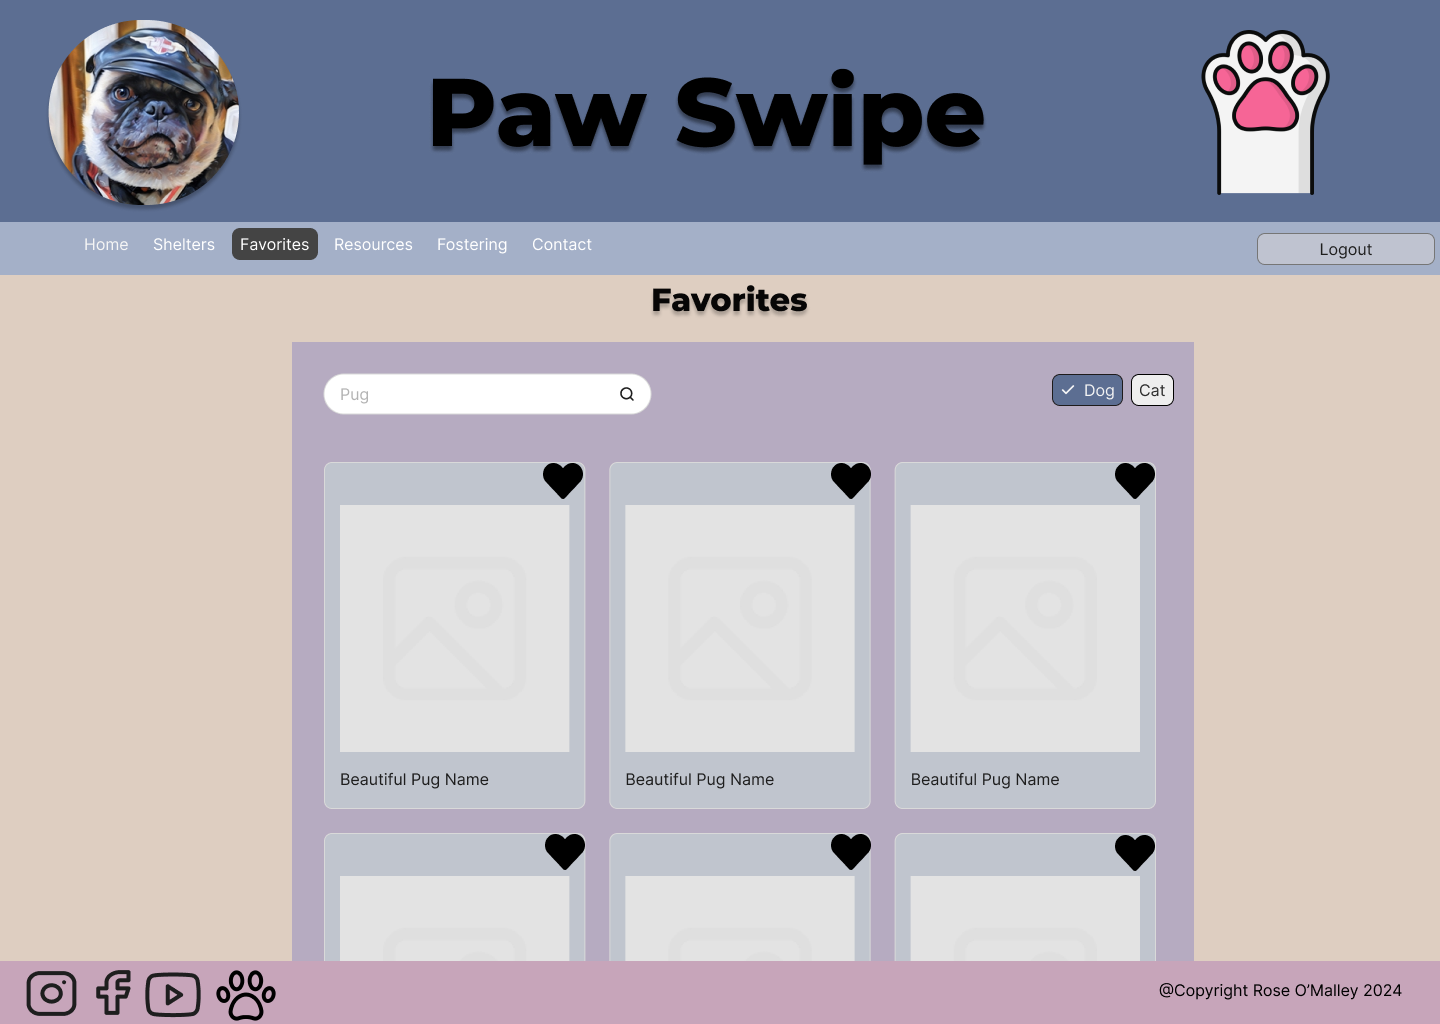 Paw Swipe
Home Shelters Favorites Resources Fostering Contact
Logout
Favorites
Pug
Dog Cat
Beautiful Pug Name Beautiful Pug Name Beautiful Pug Name
@Copyright Rose O’Malley 2024